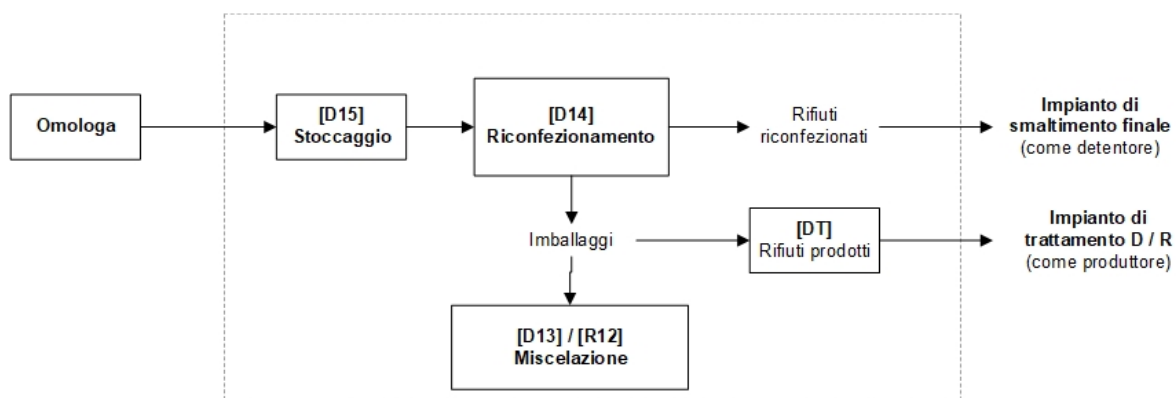 Omologa
[D15]
Stoccaggio
[D14]
Riconfezionamento
Rifiuti
riconfezionati
Impianto di
smaltimento finale
(come detentore)
Imballaggi
[DT]
Rifiuti prodotti
Impianto di
trattamento D / R
(come produttore)
[D13] / [R12]
Miscelazione